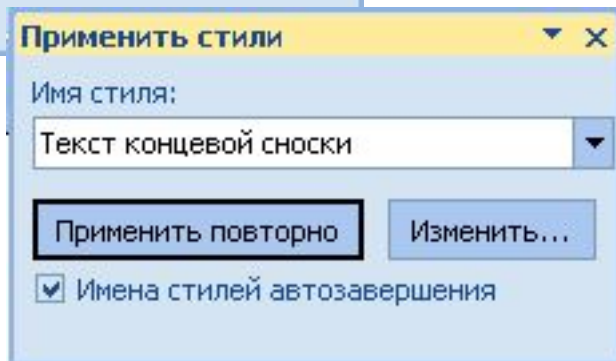 Применить стили
Имя стиля:
Текст концевой сноски
Применить повторно Изменить...
Имена стилей автозавершения